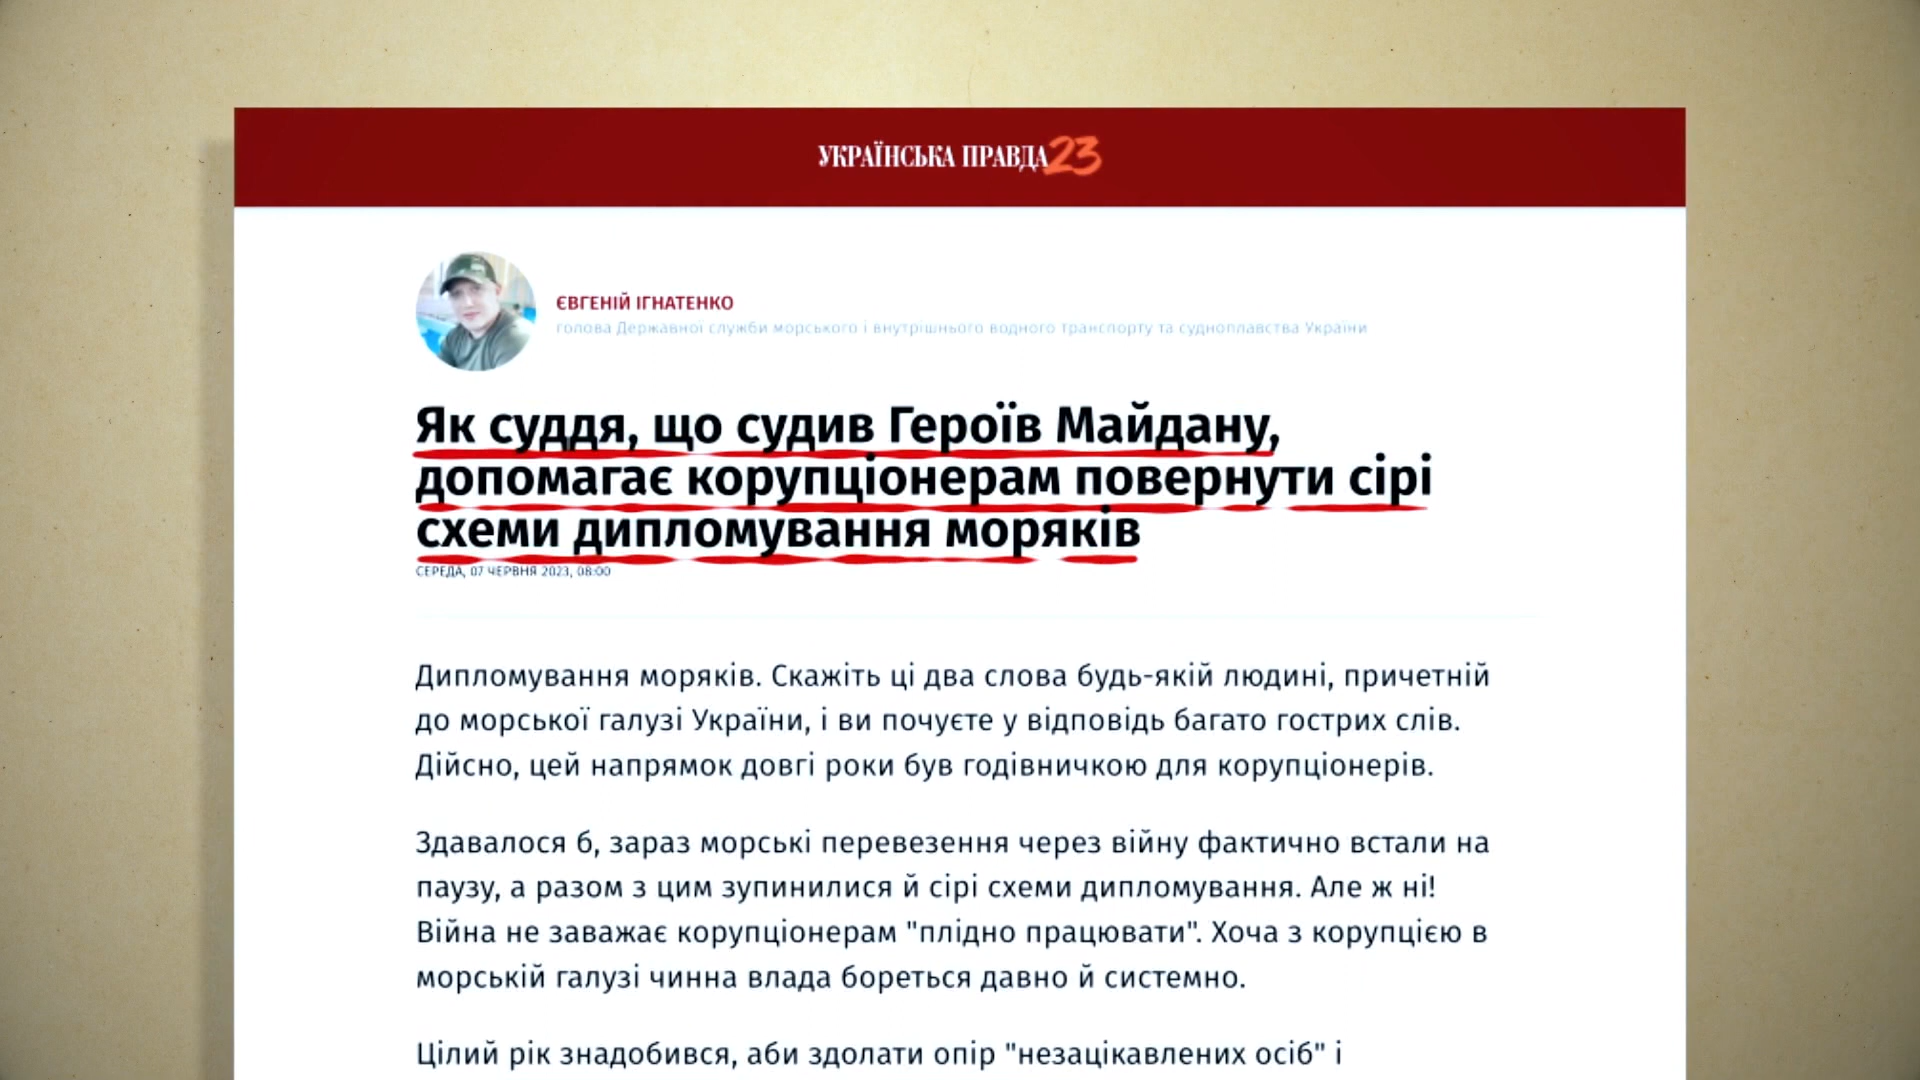 УКРАЇНСЬКА ПРАВДА 23
ЄВГЕНІЙ ІГНАТЕНКО
голова Державної служби морського і внутрішнього водного транспорту та судноплавства України
Як суддя, що судив Героїв Майдану,
допомагає корупціонерам повернути сірі
схеми дипломування моряків
СЕРЕДА, 07 ЧЕРВНЯ 2023, 08:00
Дипломування моряків. Скажіть ці два слова будь-якій людині, причетній
до морської галузі України, і ви почуєте у відповідь багато гострих слів.
Дійсно, цей напрямок довгі роки був годівничкою для корупціонерів.
Здавалося б, зараз морські перевезення через війну фактично встали на
паузу, а разом з цим зупинилися й сірі схеми дипломування. Але ж ні!
Війна не заважає корупціонерам "плідно працювати". Хоча з корупцією в
морській галузі чинна влада бореться давно й системно.
Цілий рік знадобився, аби здолати опір "незацікавлених осіб" і